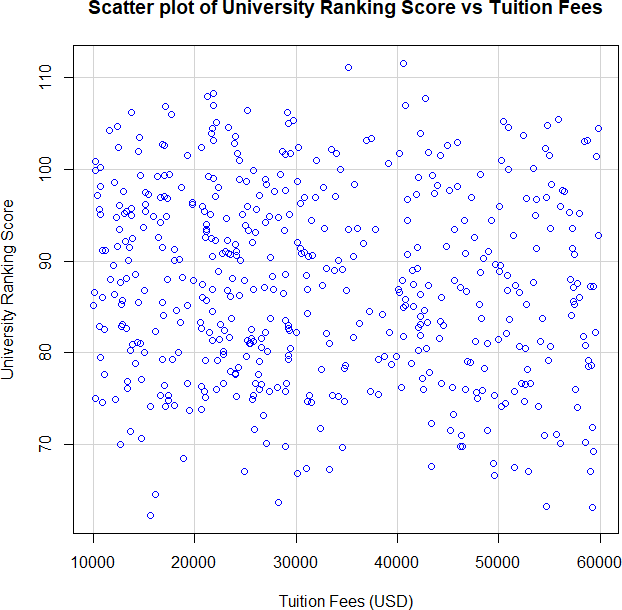 Scatter plot of University Ranking Score vs Tuition Fees
University Ranking Score
110
100
90
80
70
10000 20000 30000 40000 50000 60000
Tuition Fees (USD)